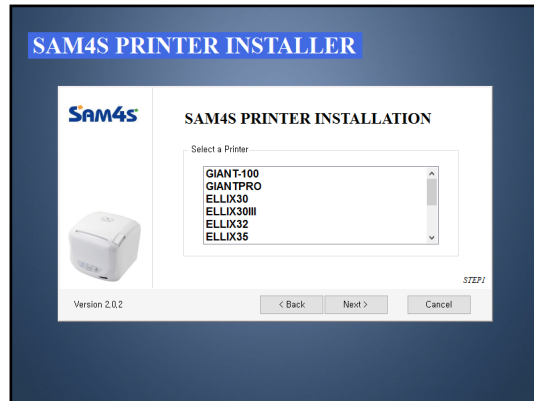 SAM4S PRINTER INSTALLER
SAM4S
SAM4S PRINTER INSTALLATION
Select a Printer
GIANT-100
GIANTPRO
ELLIX30
ELLIX30III
ELLIX32
ELLIX35
STEP1
Version 2,0,2
< Back
Next >
Cancel